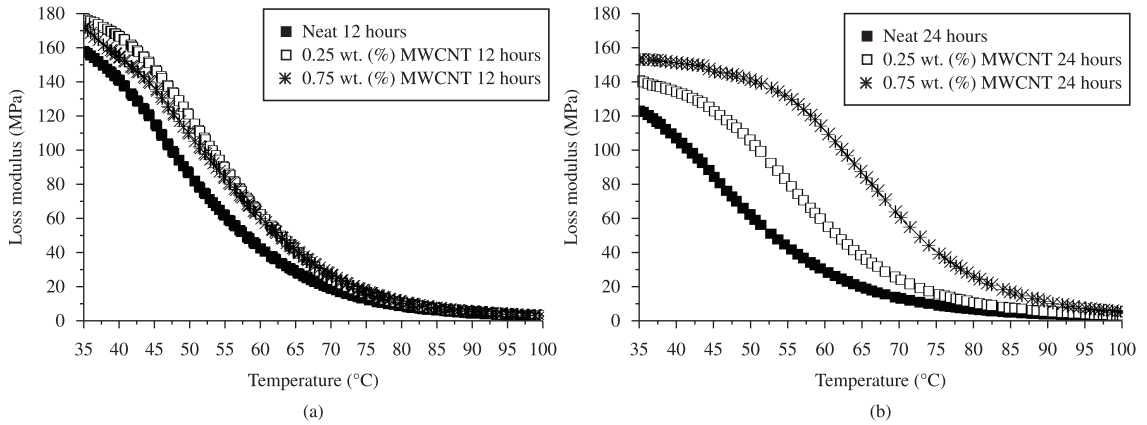 Neat 12 hours
0.25 wt. (%) MWCNT 12 hours
0.75 wt. (%) MWCNT 12 hours
Loss modulus (MPa)
180
160
140
120
100
80
60
40
20
0
35 40 45 50 55 60 65 70 75 80 85 90 95 100
Temperature (°C)
(a)
Neat 24 hours
0.25 wt. (%) MWCNT 24 hours
0.75 wt. (%) MWCNT 24 hours
Loss modulus (MPa)
180
160
140
120
100
80
60
40
20
0
35 40 45 50 55 60 65 70 75 80 85 90 95 100
Temperature (°C)
(b)